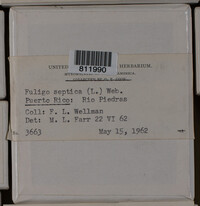 UNITED HERBARIUM,
811990
Fuligo septica (L.) Web.
Puerto Rico: Rio Piedras
Coll: F. L. Wellman
Det: M. L. Farr 22 VI 62
3663 May 15, 1962